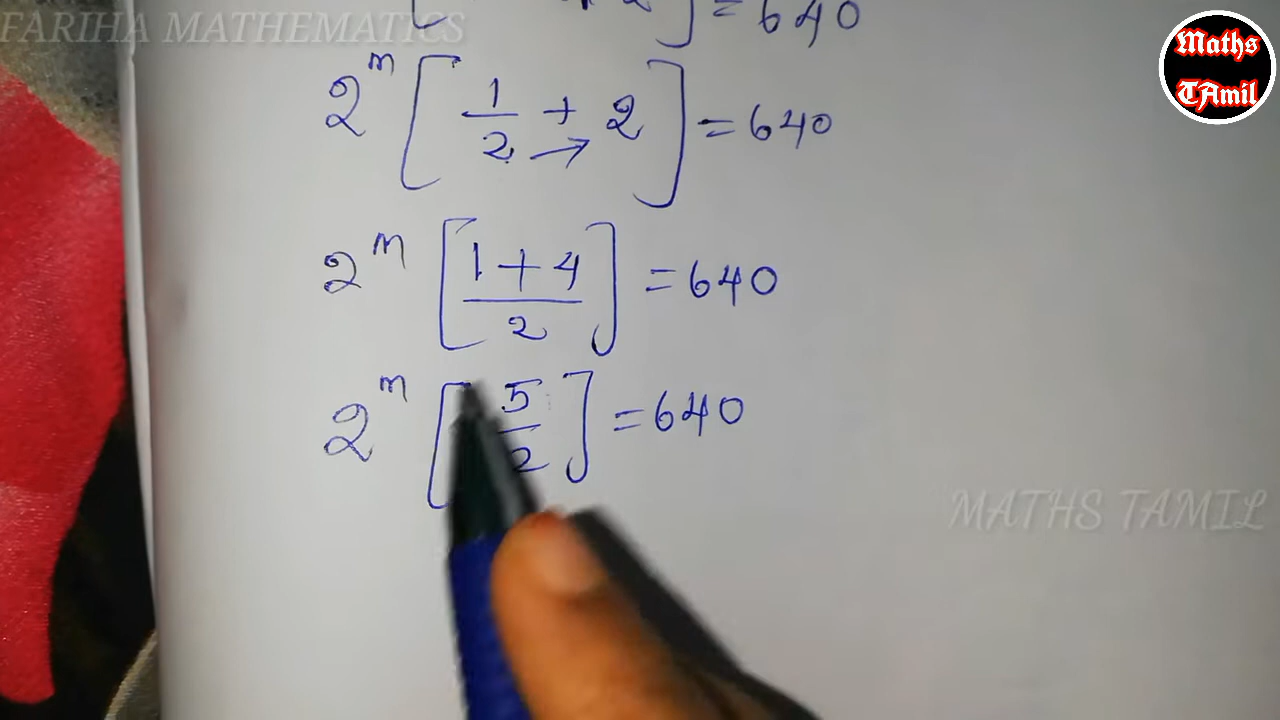 FARIHA MATHEMATICS
2] = 640
Maths
TAmil
2^m [ 1/2 + 2 ] = 640
2^m [ 1+4/2 ] = 640
2^m [ 5/2 ] = 640
MATHS TAMIL